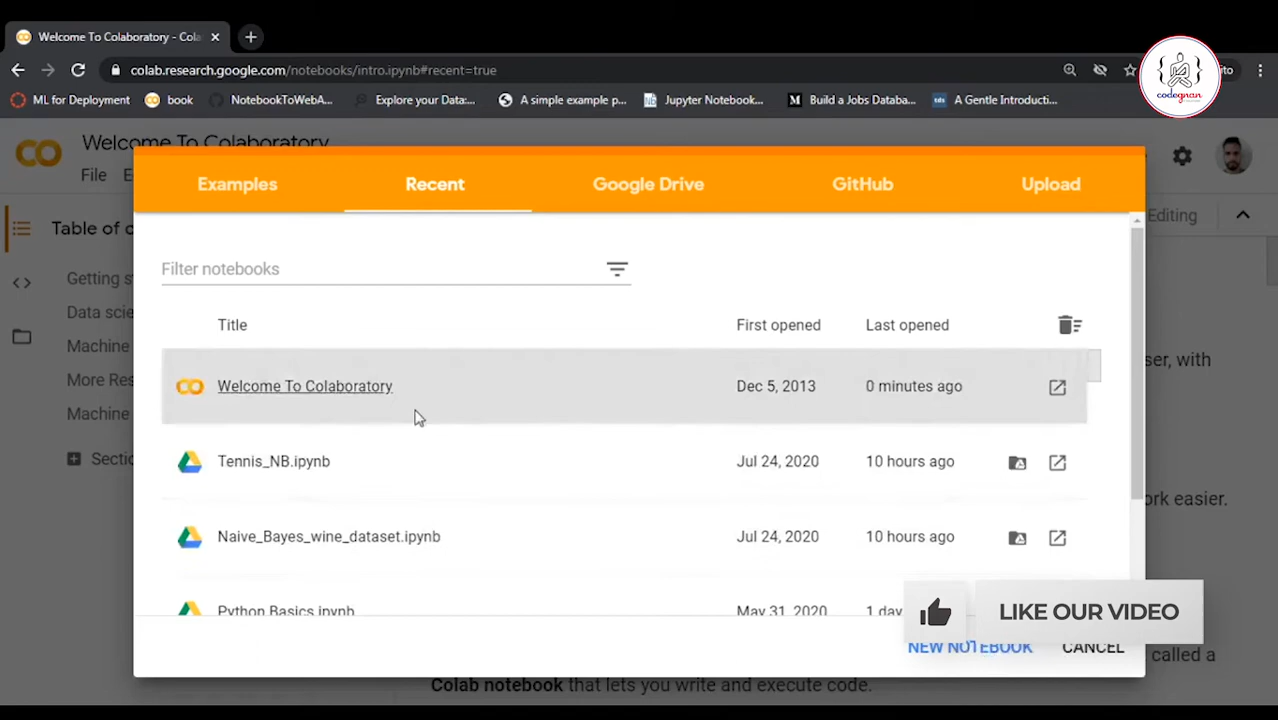 Welcome To Colaboratory - Cola
colab.research.google.com/notebooks/intro.ipynb#recent=true
ML for Deployment
book
NotebookToWebA...
Explore your Data:...
A simple example p...
Jupyter Notebook...
Build a Jobs Databa...
A Gentle Introducti...
codegnan
Welcome To Colaboratory
File
Examples
Recent
Google Drive
GitHub
Upload
Editing
Table of c
Filter notebooks
Getting s
Data scie
Title
First opened
Last opened
Machine
ser, with
More Res
Welcome To Colaboratory
Dec 5, 2013
0 minutes ago
Machine
Secti
Tennis_NB.ipynb
Jul 24, 2020
10 hours ago
ork easier.
Naive_Bayes_wine_dataset.ipynb
Jul 24, 2020
10 hours ago
Python Basics.ipynb
May 31, 2020
1 day
LIKE OUR VIDEO
NEW NOTEBOOK
CANCEL
called a
Colab notebook that lets you write and execute code.